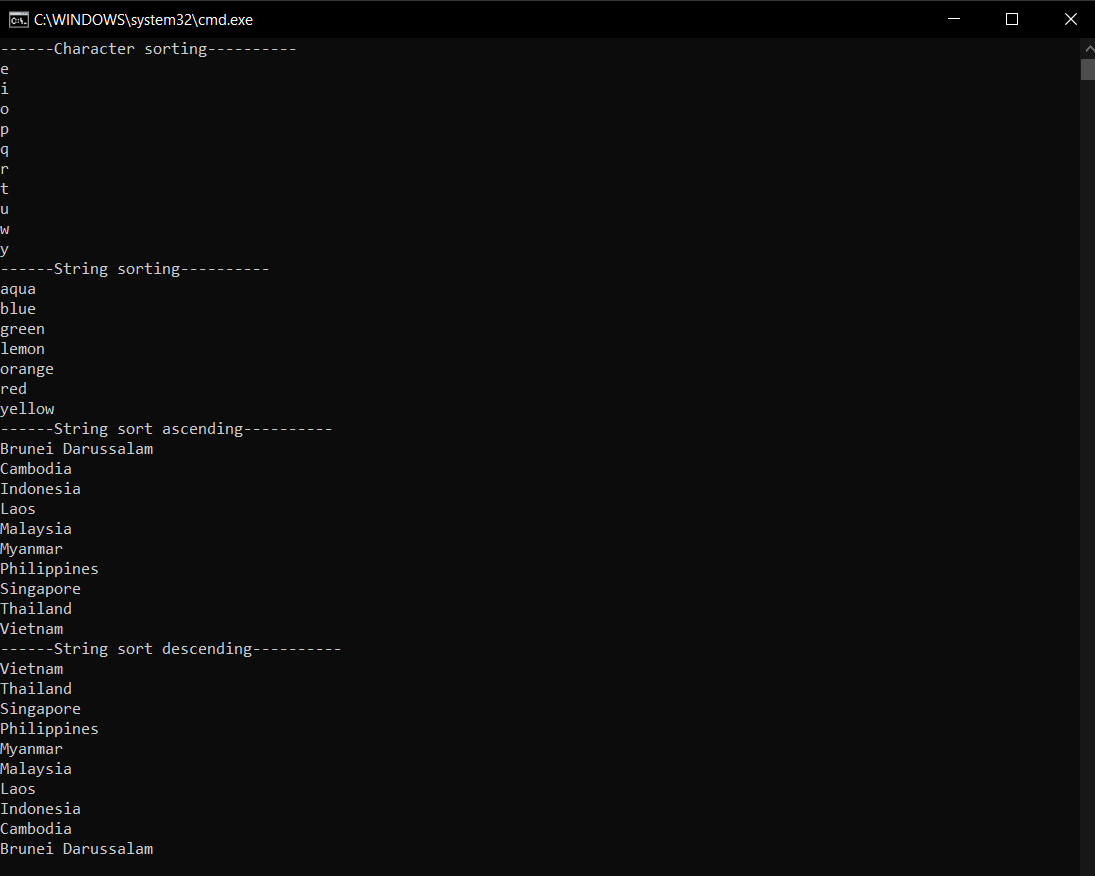 C:\WINDOWS\system32\cmd.exe
------Character sorting----------
e
i
o
p
q
r
t
u
w
y
------String sorting----------
aqua
blue
green
lemon
orange
red
yellow
------String sort ascending----------
Brunei Darussalam
Cambodia
Indonesia
Laos
Malaysia
Myanmar
Philippines
Singapore
Thailand
Vietnam
------String sort descending----------
Vietnam
Thailand
Singapore
Philippines
Myanmar
Malaysia
Laos
Indonesia
Cambodia
Brunei Darussalam